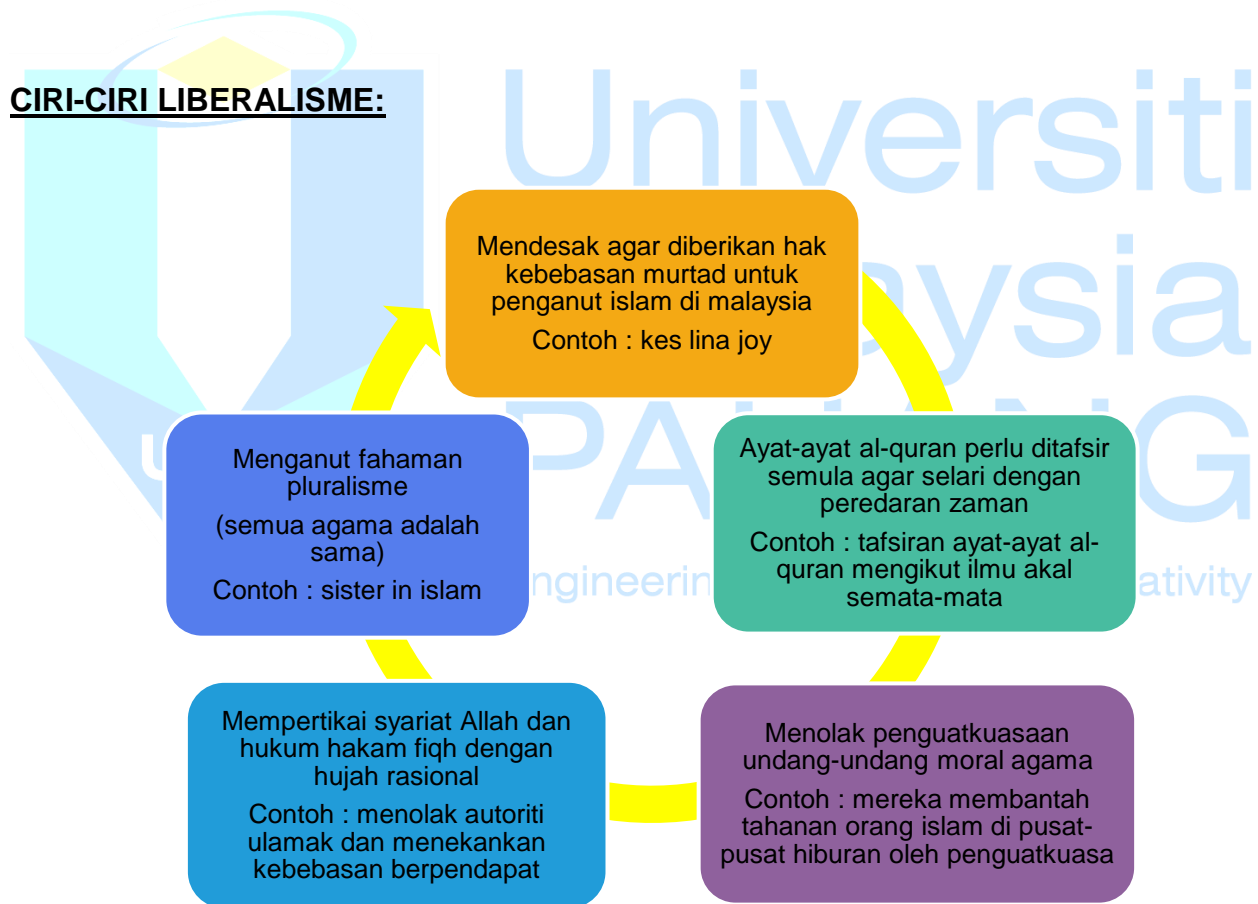 CIRI-CIRI LIBERALISME:
Universiti
aysia
PA
G
ngineerin
ativity
Mendesak agar diberikan hak
kebebasan murtad untuk
penganut islam di malaysia
Contoh : kes lina joy
Ayat-ayat al-quran perlu ditafsir
semula agar selari dengan
peredaran zaman
Contoh : tafsiran ayat-ayat al-
quran mengikut ilmu akal
semata-mata
Menolak penguatkuasaan
undang-undang moral agama
Contoh : mereka membantah
tahanan orang islam di pusat-
pusat hiburan oleh penguatkuasa
Mempertikai syariat Allah dan
hukum hakam fiqh dengan
hujah rasional
Contoh : menolak autoriti
ulamak dan menekankan
kebebasan berpendapat
Menganut fahaman
pluralisme
(semua agama adalah
sama)
Contoh : sister in islam